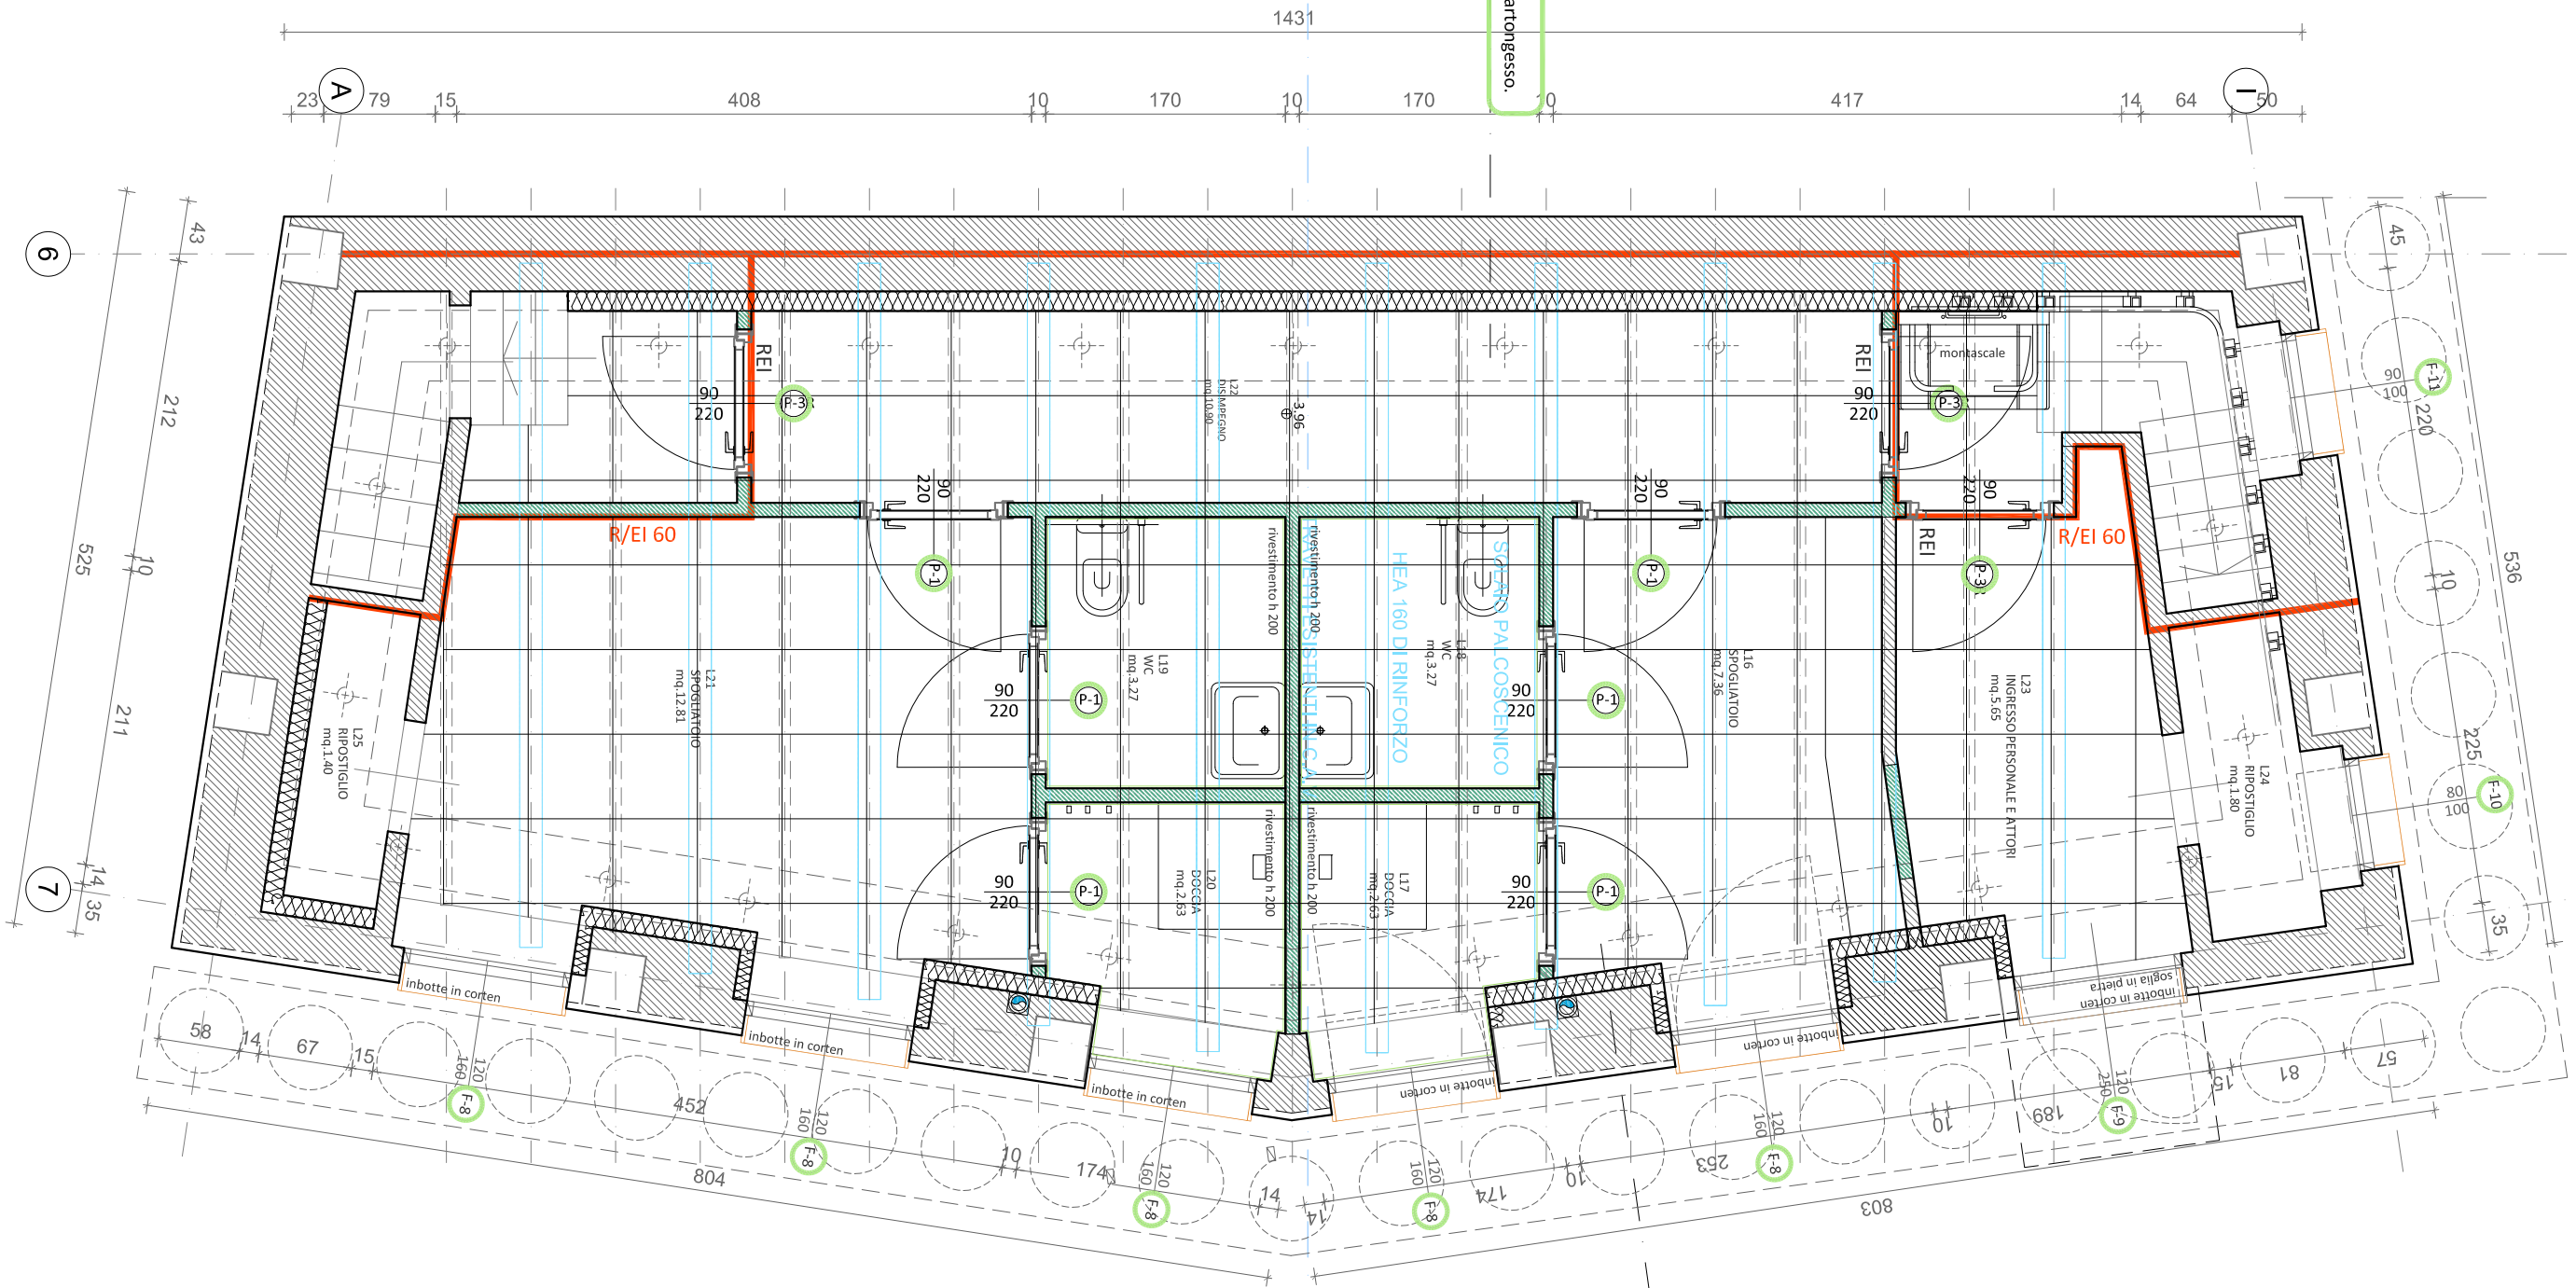 artongesso.
1431
A
I
23
79
15
408
10
170
10
170
10
417
14
64
50
6
7
43
212
10
211
14
35
525
45
220
10
225
35
536
F-11
90
100
F-10
80
100
REI
90
220
P-3
REI
90
220
P-3
montascale
L22
DISIMPEGNO
mq.10.90
3.96
90
220
P-1
90
220
P-1
90
220
REI
P-3
R/EI 60
R/EI 60
rivestimento h 200
rivestimento h 200
HEA 160 DI RINFORZO
SOLAIO PALCOSCENICO
L19
WC
mq.3.27
L18
WC
mq.3.27
90
220
P-1
90
220
P-1
L21
SPOGLIATOIO
mq.12.81
L16
SPOGLIATOIO
mq.7.36
L23
INGRESSO PERSONALE E ATTORI
mq.5.65
L25
RIPOSTIGLIO
mq.1.40
L24
RIPOSTIGLIO
mq.1.80
rivestimento h 200
rivestimento h 200
L20
DOCCIA
mq.2.63
L17
DOCCIA
mq.2.63
90
220
P-1
90
220
P-1
inbotte in corten
inbotte in corten
inbotte in corten
inbotte in corten
inbotte in corten
soglia in pietra
inbotte in corten
58
14
67
15
452
10
174
14
14
174
10
253
10
189
15
81
57
120
160
F-8
120
160
F-8
120
160
F-8
120
160
F-8
120
160
F-8
120
250
F-9
804
803